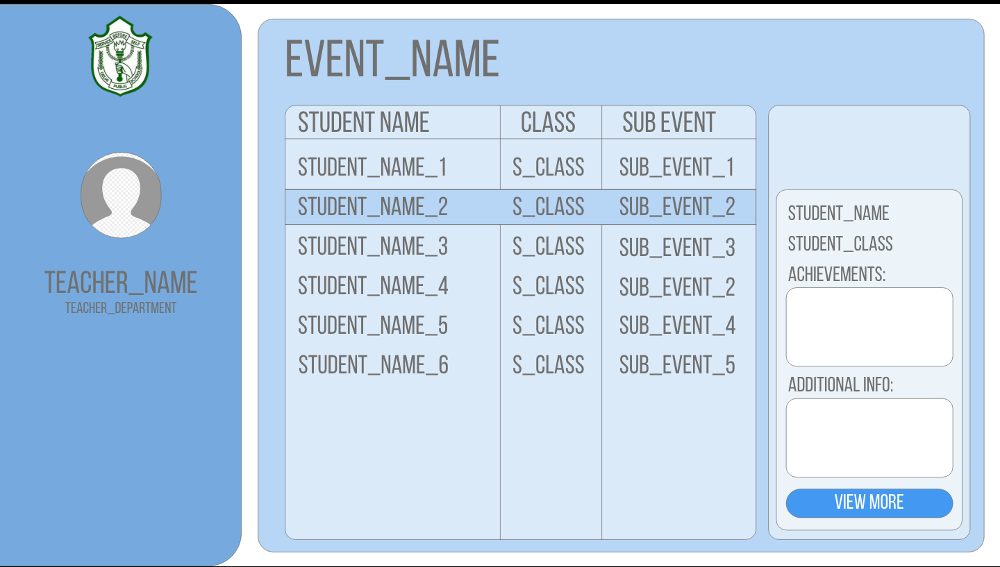 SERVICE BEFORE SELF
DELHI PUBLIC SCHOOL
TEACHER_NAME
TEACHER_DEPARTMENT
EVENT_NAME
STUDENT NAME CLASS SUB EVENT
STUDENT_NAME_1 S_CLASS SUB_EVENT_1
STUDENT_NAME_2 S_CLASS SUB_EVENT_2
STUDENT_NAME_3 S_CLASS SUB_EVENT_3
STUDENT_NAME_4 S_CLASS SUB_EVENT_2
STUDENT_NAME_5 S_CLASS SUB_EVENT_4
STUDENT_NAME_6 S_CLASS SUB_EVENT_5
STUDENT_NAME
STUDENT_CLASS
ACHIEVEMENTS:
ADDITIONAL INFO:
VIEW MORE